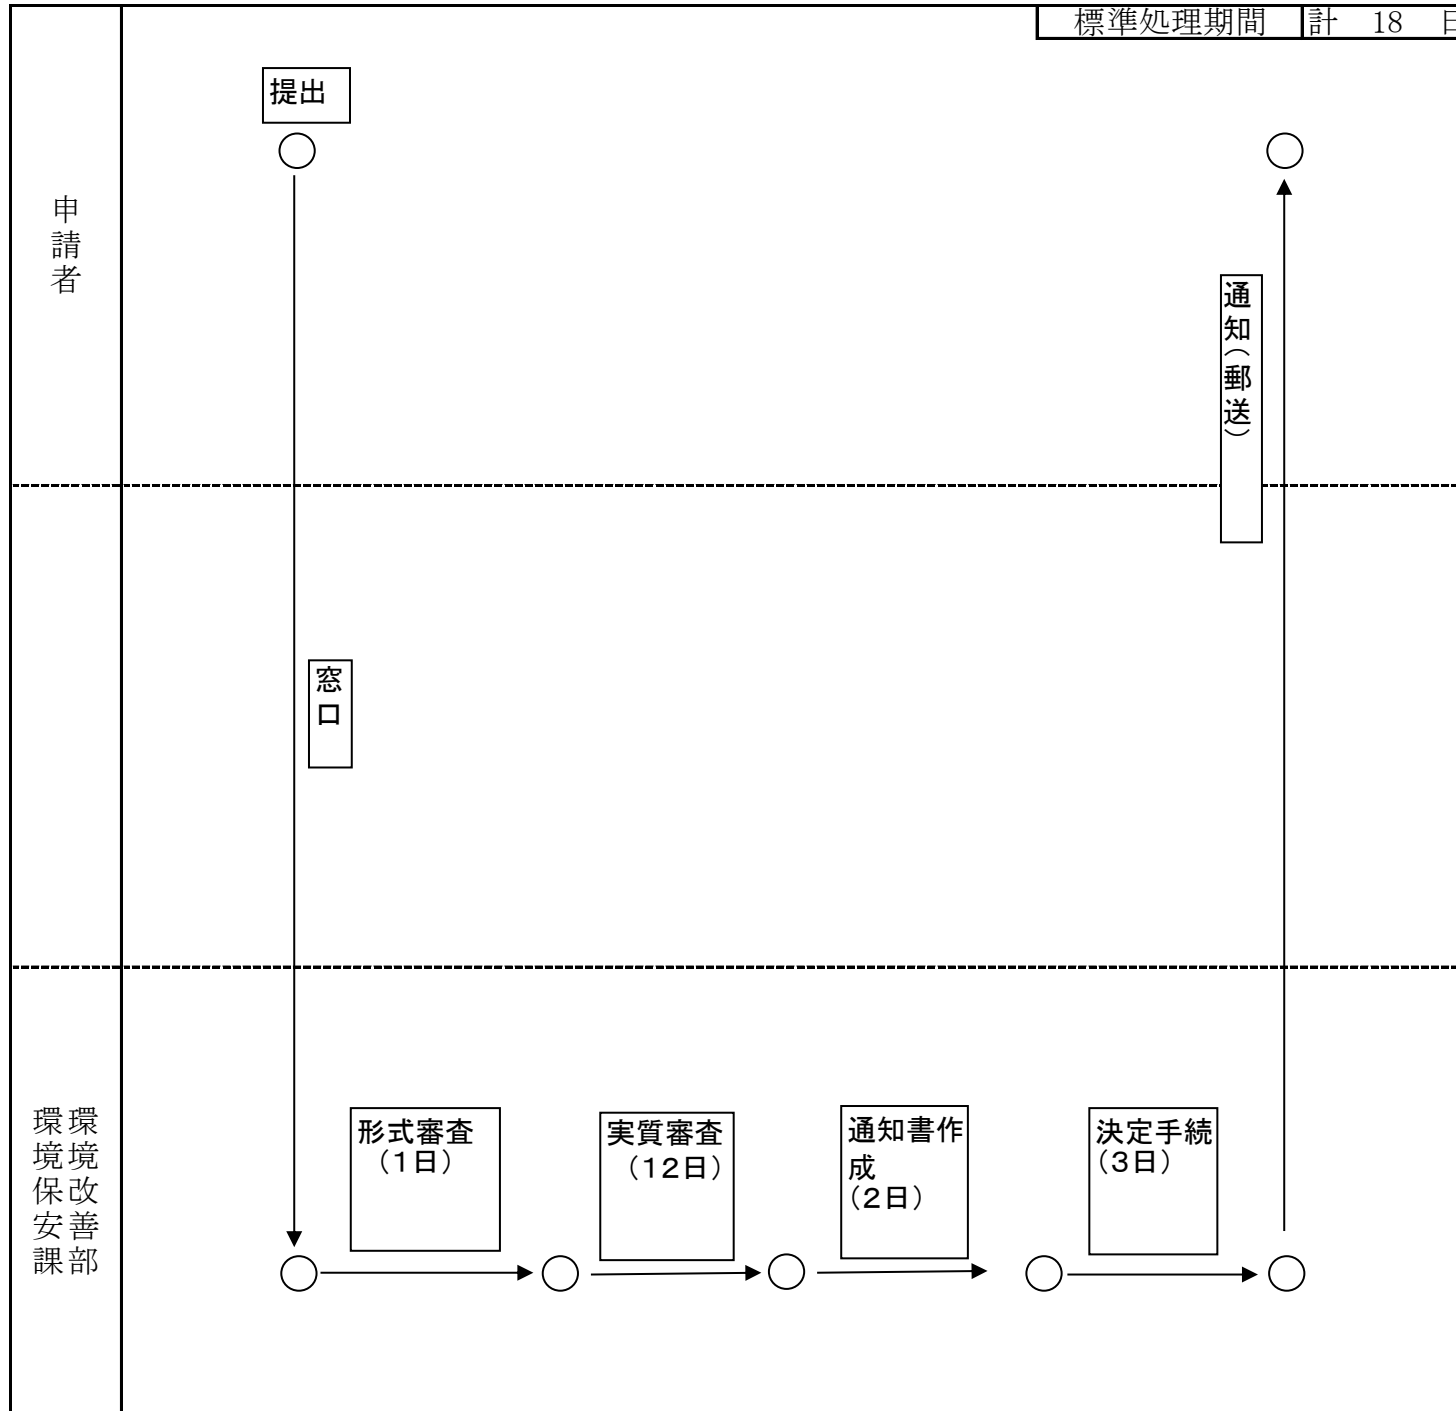 標準処理期間 計 18 日
提出
申請者
通知（郵送）
窓口
環境改善部
環境保安課
形式審査
（1日）
実質審査
（12日）
通知書作
成
（2日）
決定手続
（3日）